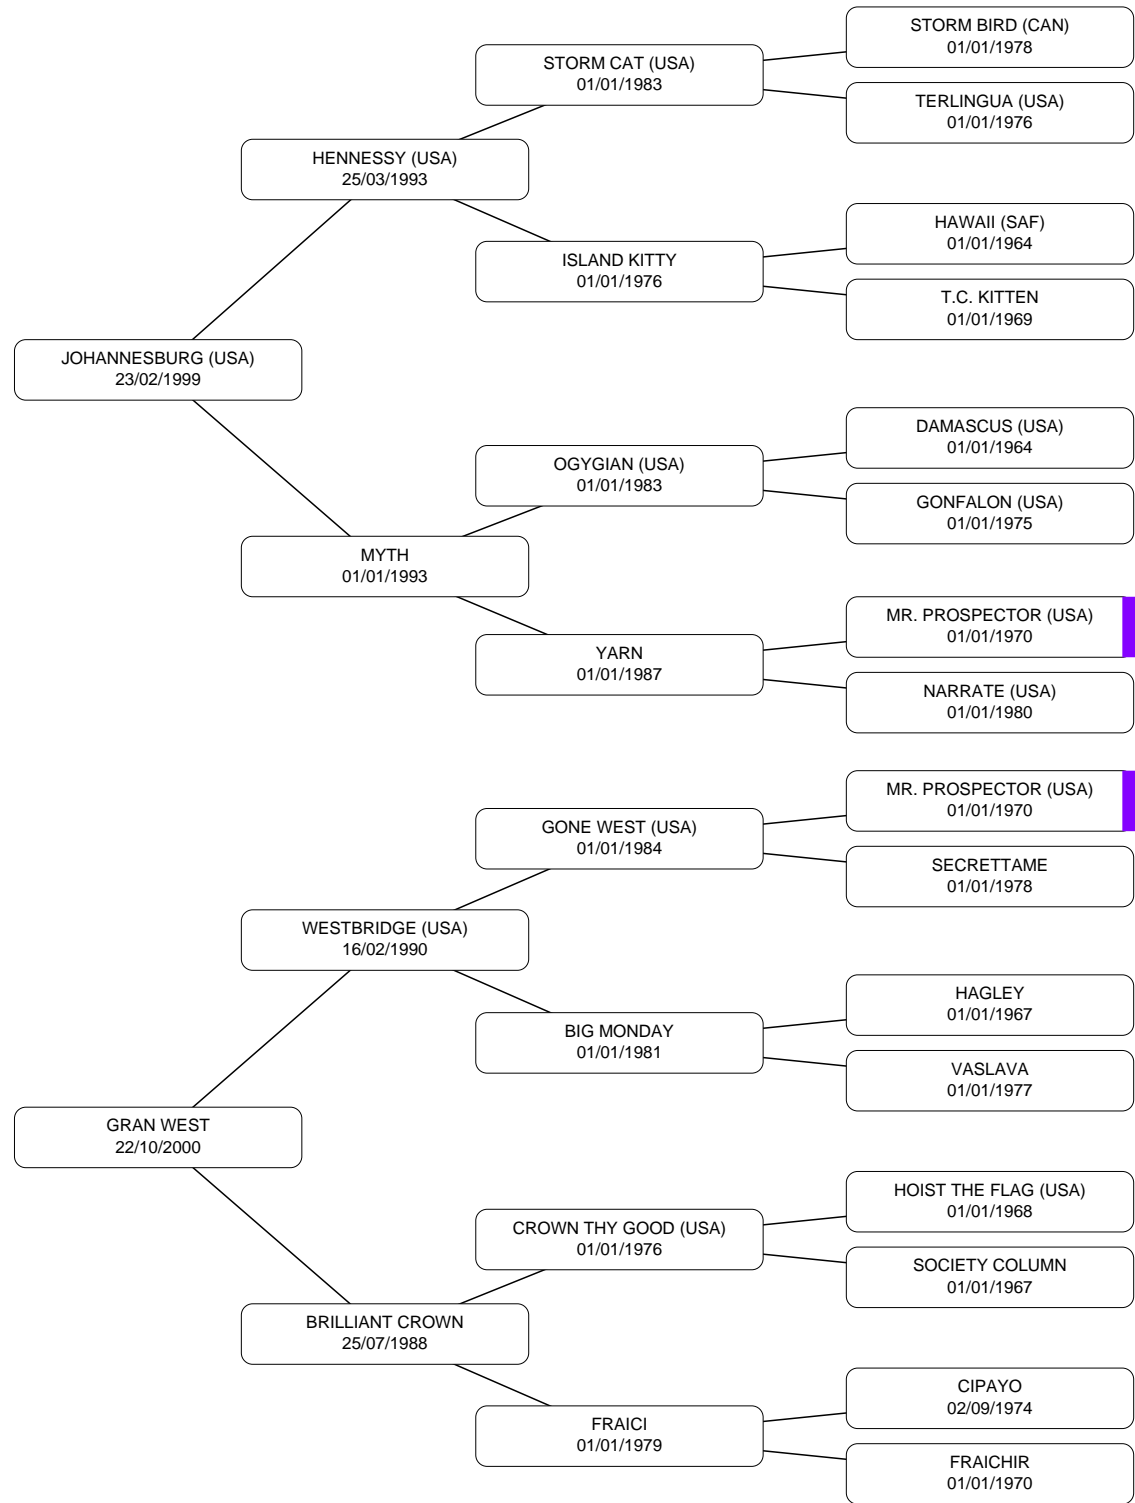 STORM BIRD (CAN)
01/01/1978
STORM CAT (USA)
01/01/1983
TERLINGUA (USA)
01/01/1976
HENNESSY (USA)
25/03/1993
HAWAII (SAF)
01/01/1964
ISLAND KITTY
01/01/1976
T.C. KITTEN
01/01/1969
JOHANNESBURG (USA)
23/02/1999
DAMASCUS (USA)
01/01/1964
OGYGIAN (USA)
01/01/1983
GONFALON (USA)
01/01/1975
MYTH
01/01/1993
MR. PROSPECTOR (USA)
01/01/1970
YARN
01/01/1987
NARRATE (USA)
01/01/1980
MR. PROSPECTOR (USA)
01/01/1970
GONE WEST (USA)
01/01/1984
SECRETTAME
01/01/1978
WESTBRIDGE (USA)
16/02/1990
HAGLEY
01/01/1967
BIG MONDAY
01/01/1981
VASLAVA
01/01/1977
GRAN WEST
22/10/2000
HOIST THE FLAG (USA)
01/01/1968
CROWN THY GOOD (USA)
01/01/1976
SOCIETY COLUMN
01/01/1967
BRILLIANT CROWN
25/07/1988
CIPAYO
02/09/1974
FRAICI
01/01/1979
FRAICHIR
01/01/1970